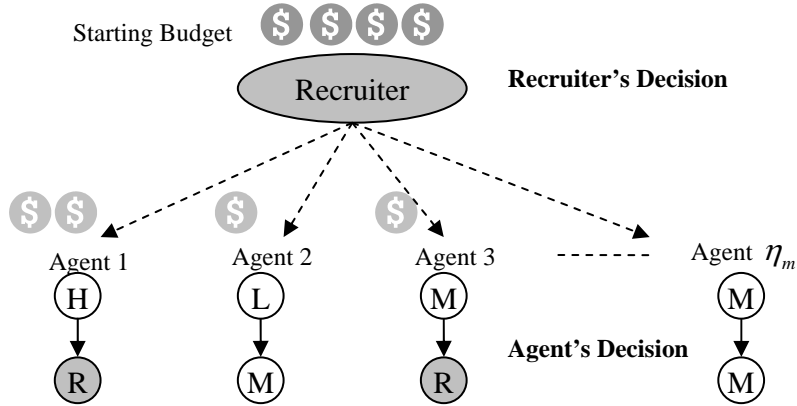 $ $ $ $
Starting Budget
Recruiter
Recruiter's Decision
$ $ $ $
Agent 1 Agent 2 Agent 3 Agent ηm
H L M M
Agent's Decision
R M R M